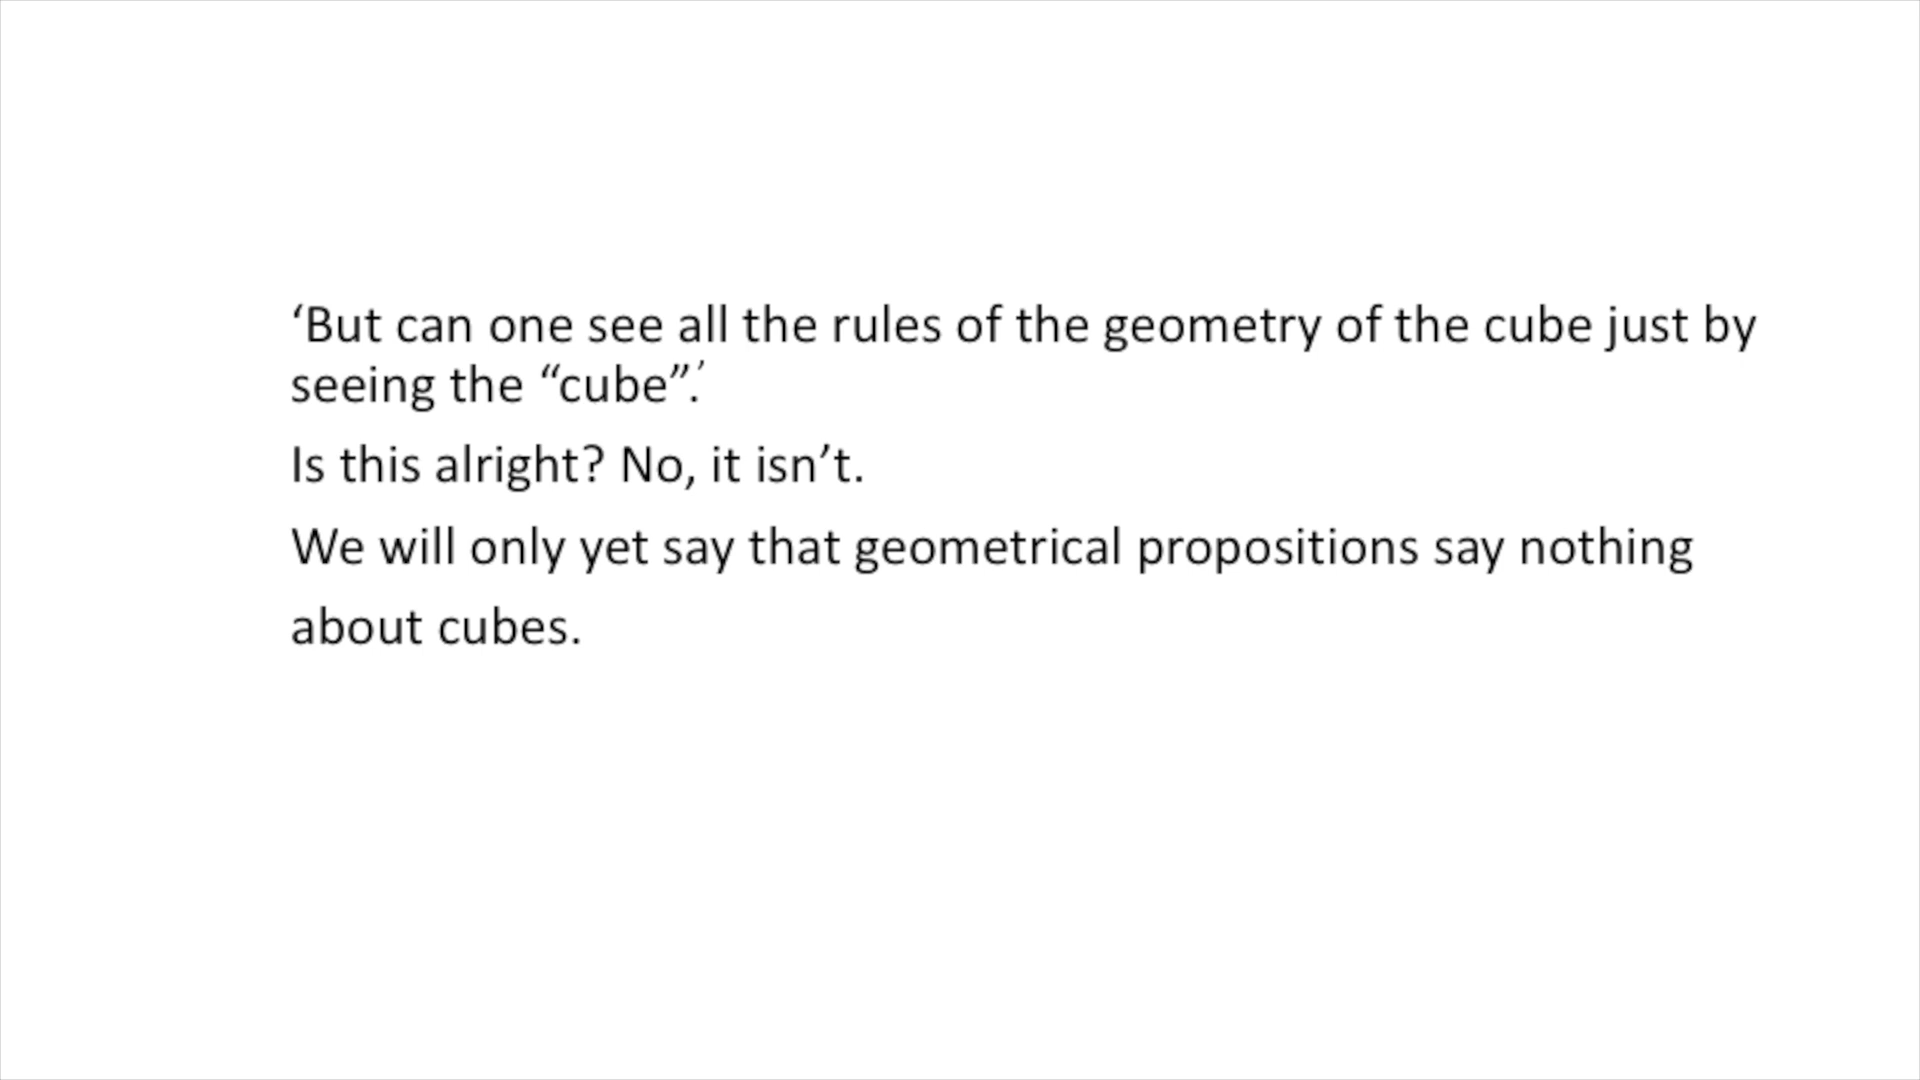 ‘But can one see all the rules of the geometry of the cube just by
seeing the “cube”.’
Is this alright? No, it isn’t.
We will only yet say that geometrical propositions say nothing
about cubes.